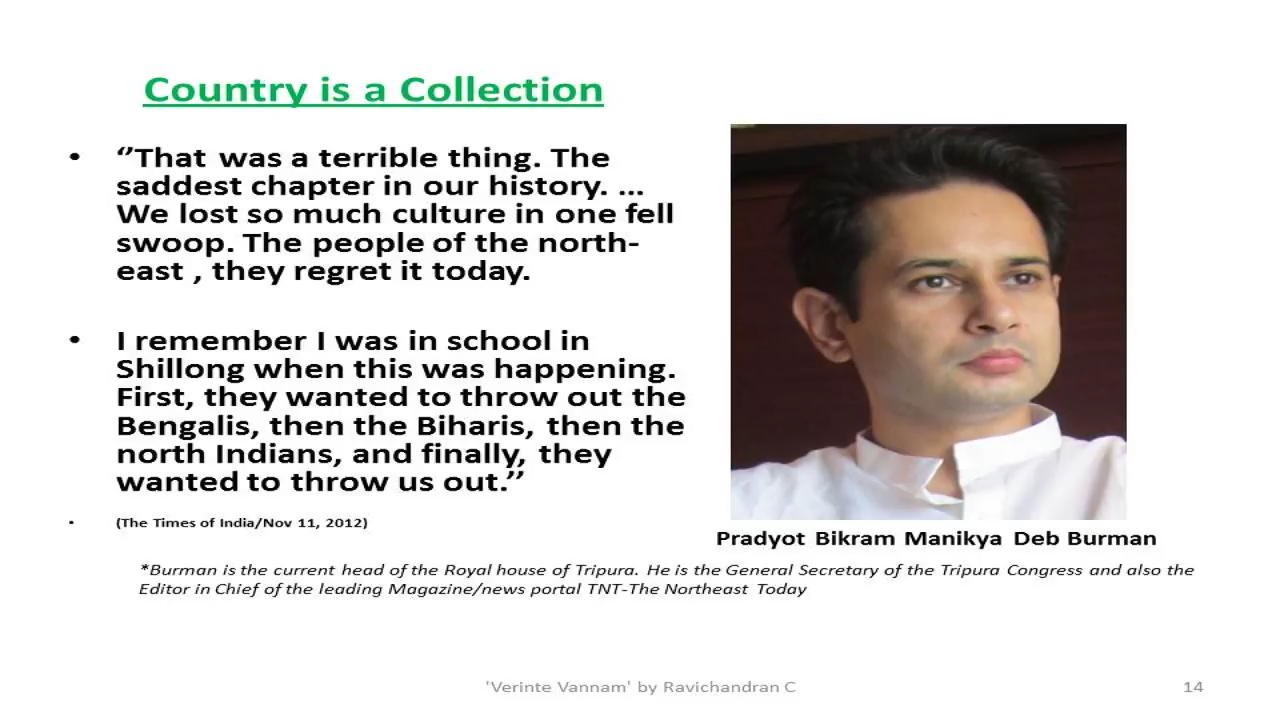 Country is a Collection
• ‘’That was a terrible thing. The
saddest chapter in our history. ...
We lost so much culture in one fell
swoop. The people of the north-
east , they regret it today.
• I remember I was in school in
Shillong when this was happening.
First, they wanted to throw out the
Bengalis, then the Biharis, then the
north Indians, and finally, they
wanted to throw us out.’’
• (The Times of India/Nov 11, 2012)
Pradyot Bikram Manikya Deb Burman
*Burman is the current head of the Royal house of Tripura. He is the General Secretary of the Tripura Congress and also the
Editor in Chief of the leading Magazine/news portal TNT-The Northeast Today
'Verinte Vannam' by Ravichandran C
14